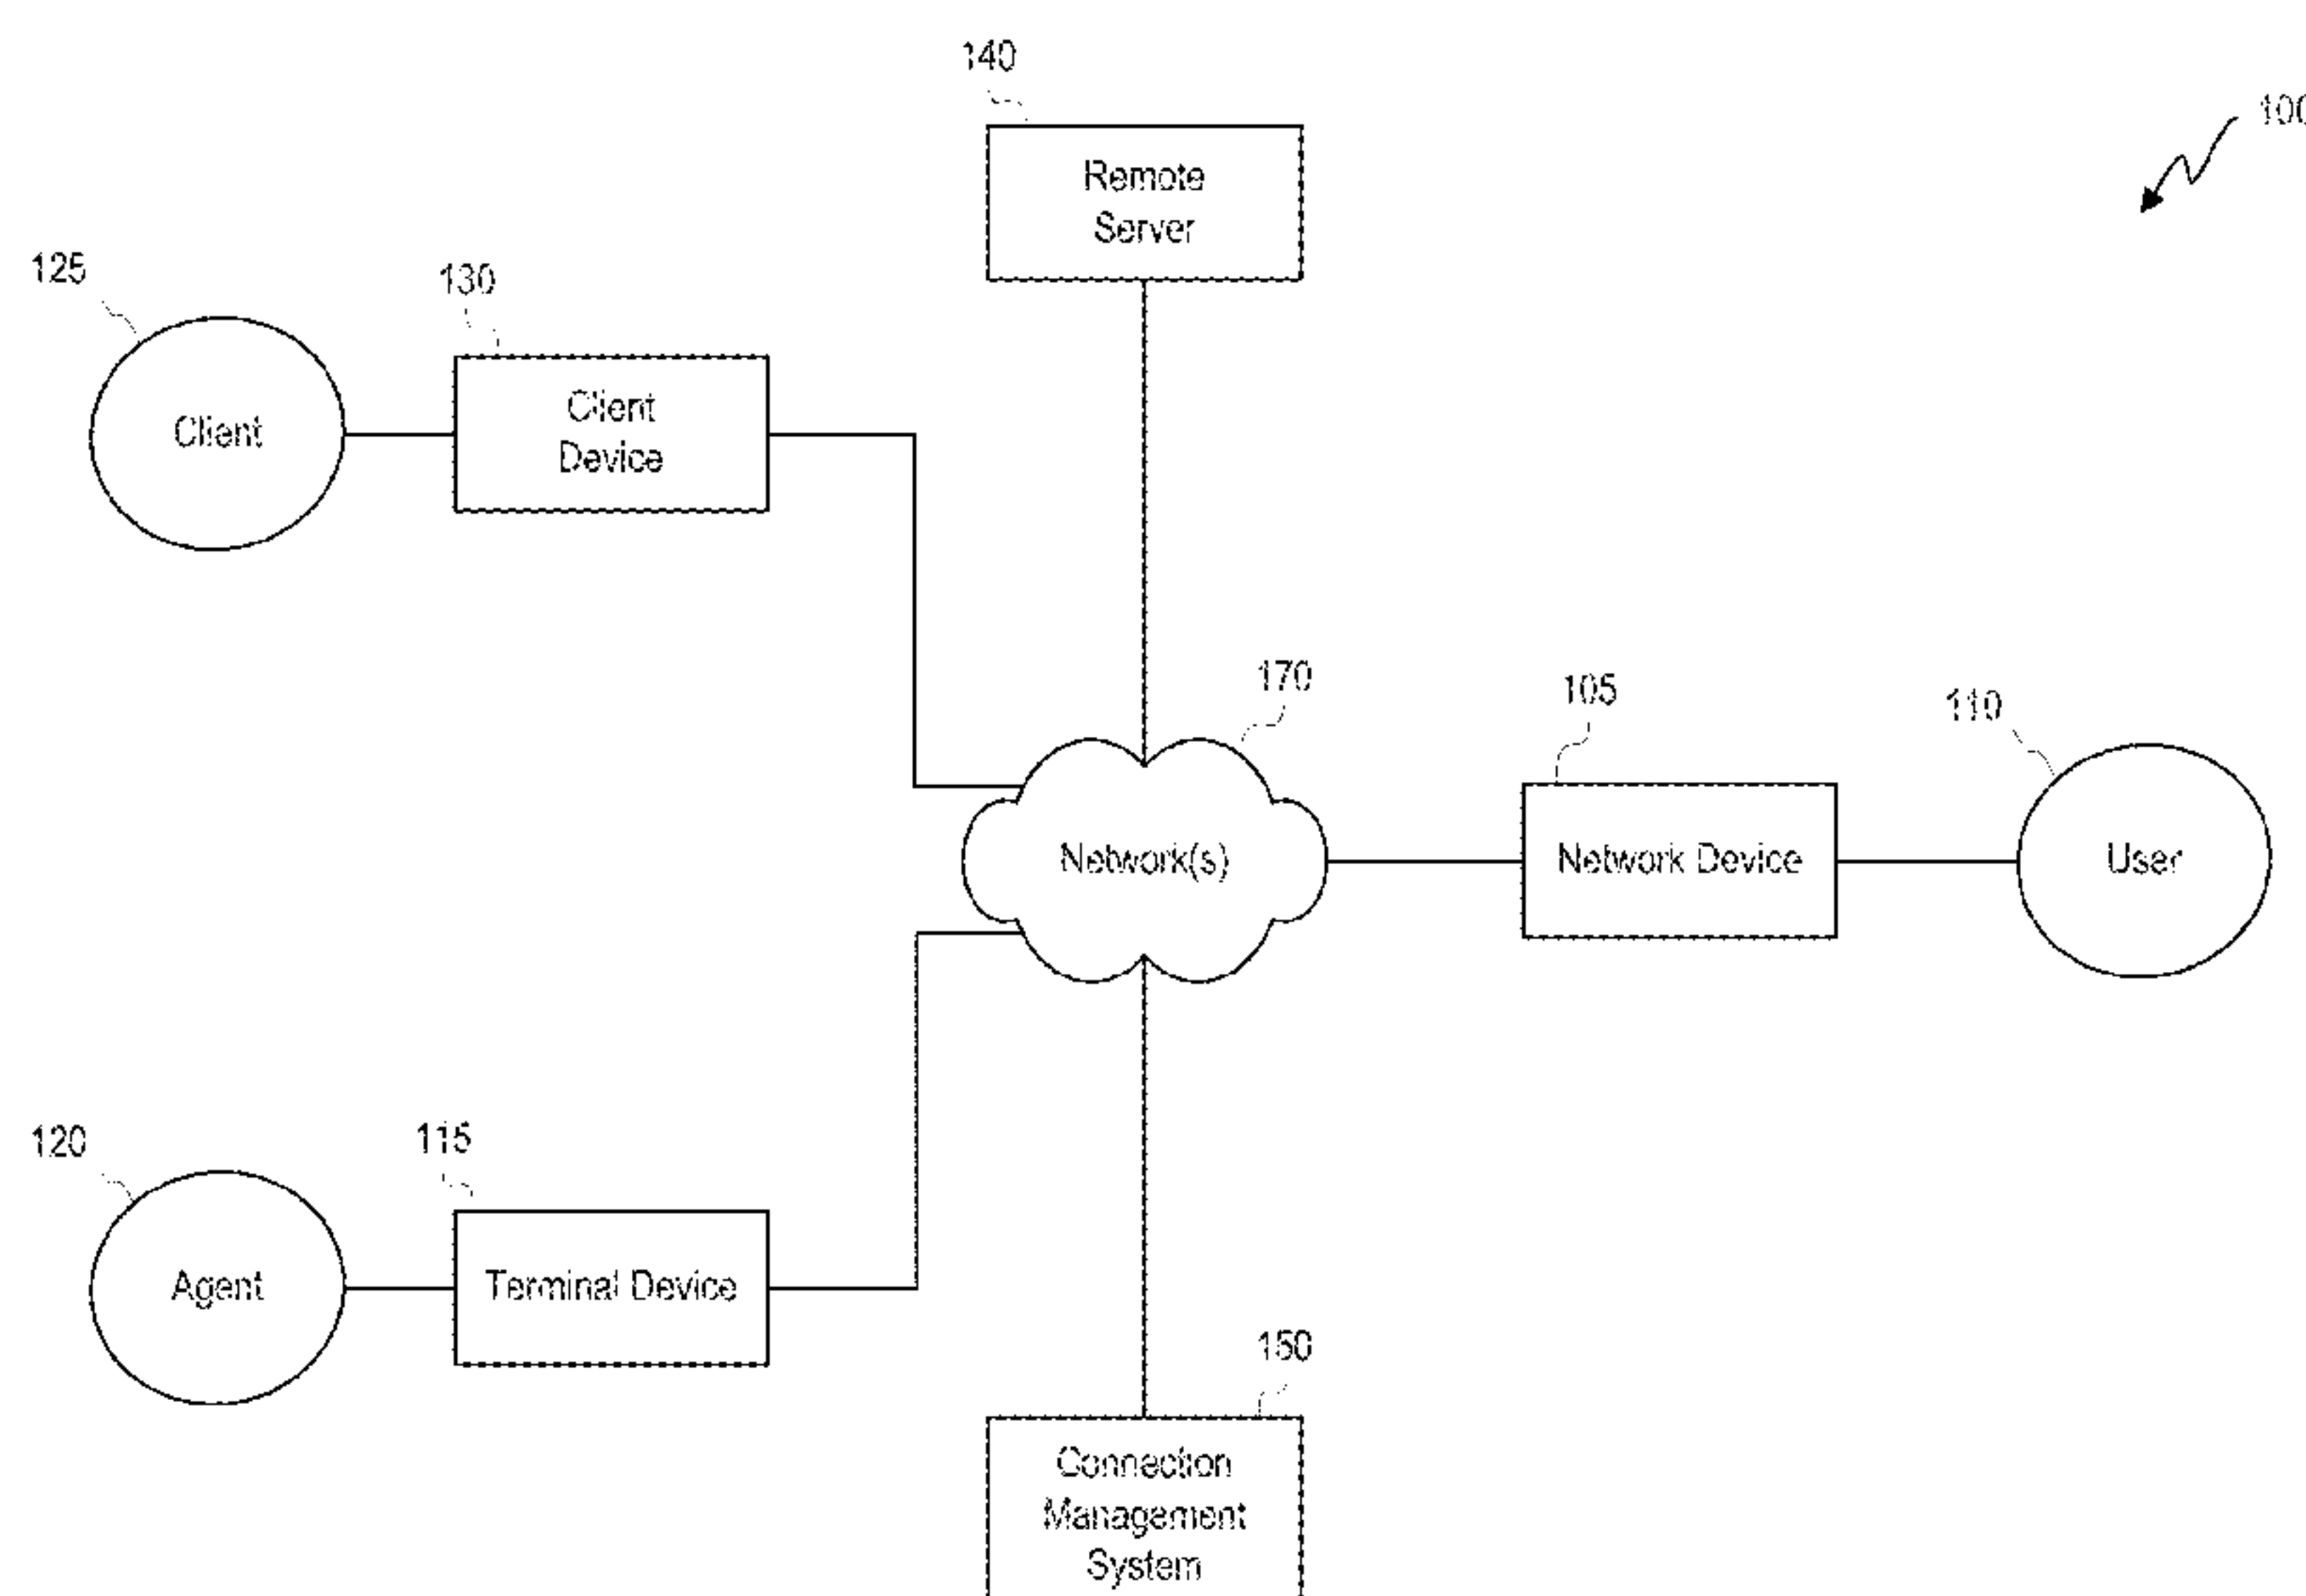 140
100
Remote
Server
125
130
Client
Client
Device
170
105
110
Network(s)
Network Device
User
120
115
Agent
Terminal Device
150
Connection
Management
System